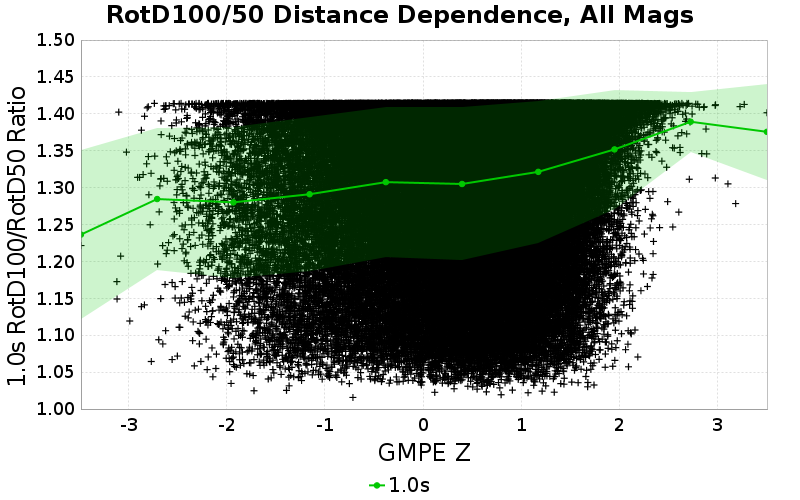 RotD100/50 Distance Dependence, All Mags
1.0s RotD100/RotD50 Ratio
1.50
1.45
1.40
1.35
1.30
1.25
1.20
1.15
1.10
1.05
1.00
-3 -2 -1 0 1 2 3
GMPE Z
1.0s